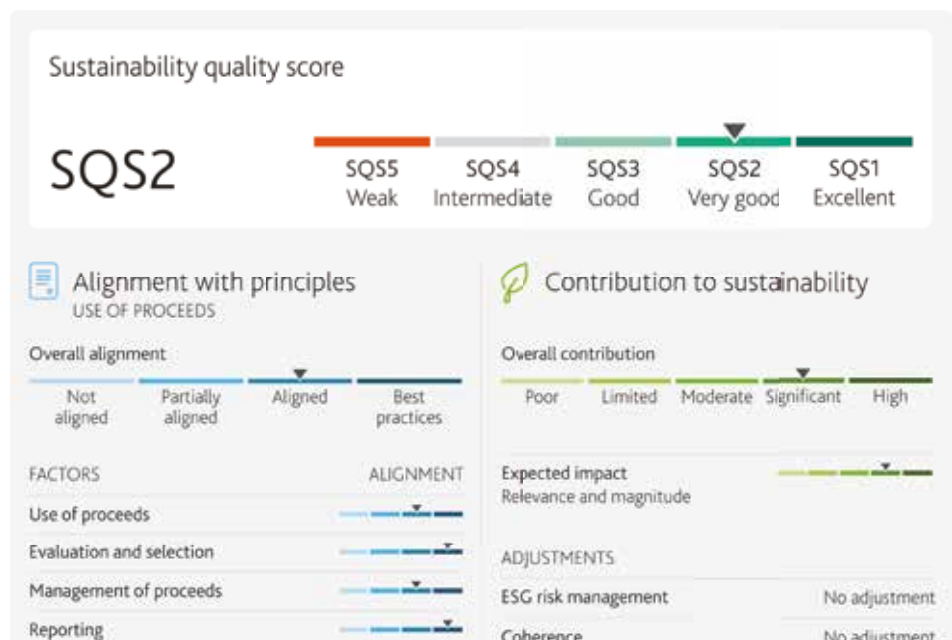 Sustainability quality score
SQS2
SQS5 SQS4 SQS3 SQS2 SQS1
Weak Intermediate Good Very good Excellent
Alignment with principles
USE OF PROCEEDS
Overall alignment
Not aligned
Partially aligned
Aligned
Best practices
FACTORS ALIGNMENT
Use of proceeds
Evaluation and selection
Management of proceeds
Reporting
Contribution to sustainability
Overall contribution
Poor Limited Moderate Significant High
Expected impact
Relevance and magnitude
ADJUSTMENTS
ESG risk management No adjustment
Coherence No adjustment